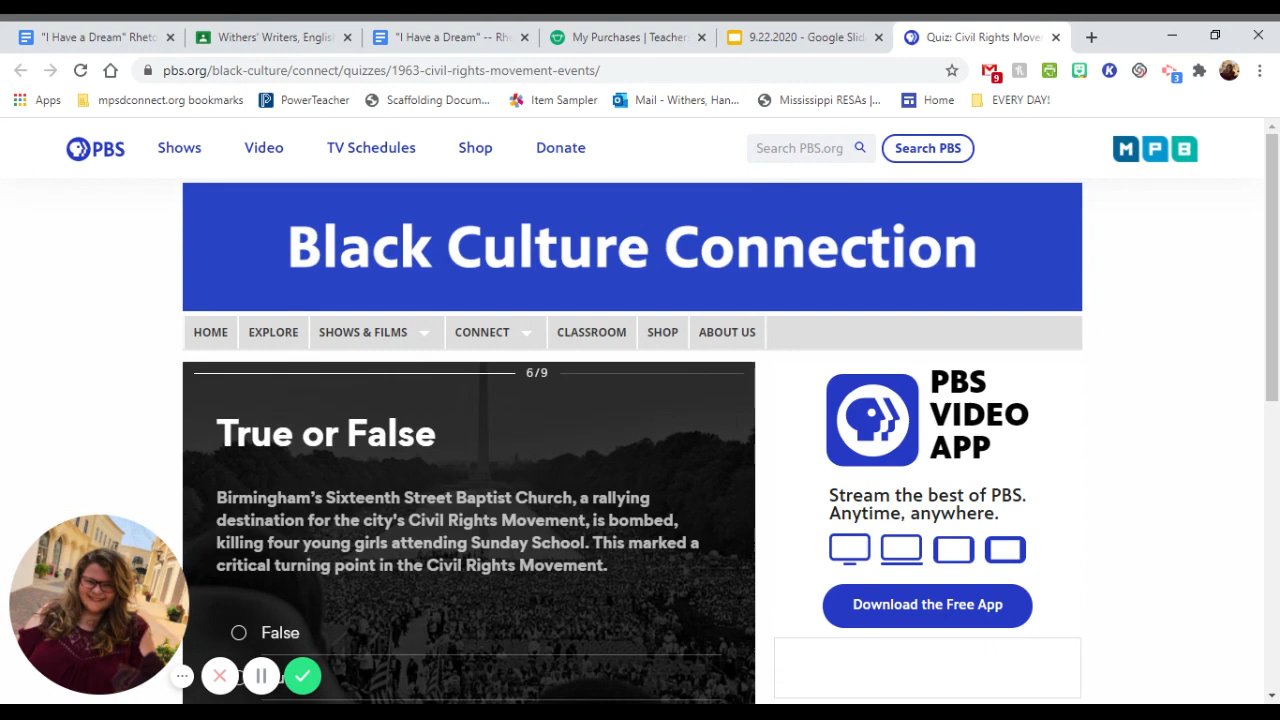 "I Have a Dream" Rheto
Withers' Writers, Englis
"I Have a Dream" -- Rhe
My Purchases | Teacher
9.22.2020 - Google Slid
Quiz: Civil Rights Move
pbs.org/black-culture/connect/quizzes/1963-civil-rights-movement-events/
9
3
Apps
mpsdconnect.org bookmarks
PowerTeacher
Scaffolding Docum...
Item Sampler
Mail - Withers, Han...
Mississippi RESAs |...
Home
EVERY DAY!
PBS
Shows
Video
TV Schedules
Shop
Donate
Search PBS.org
Search PBS
MPB
Black Culture Connection
HOME
EXPLORE
SHOWS & FILMS
CONNECT
CLASSROOM
SHOP
ABOUT US
6/9
True or False
Birmingham's Sixteenth Street Baptist Church, a rallying
destination for the city's Civil Rights Movement, is bombed,
killing four young girls attending Sunday School. This marked a
critical turning point in the Civil Rights Movement.
False
PBS
VIDEO
APP
Stream the best of PBS.
Anytime, anywhere.
Download the Free App